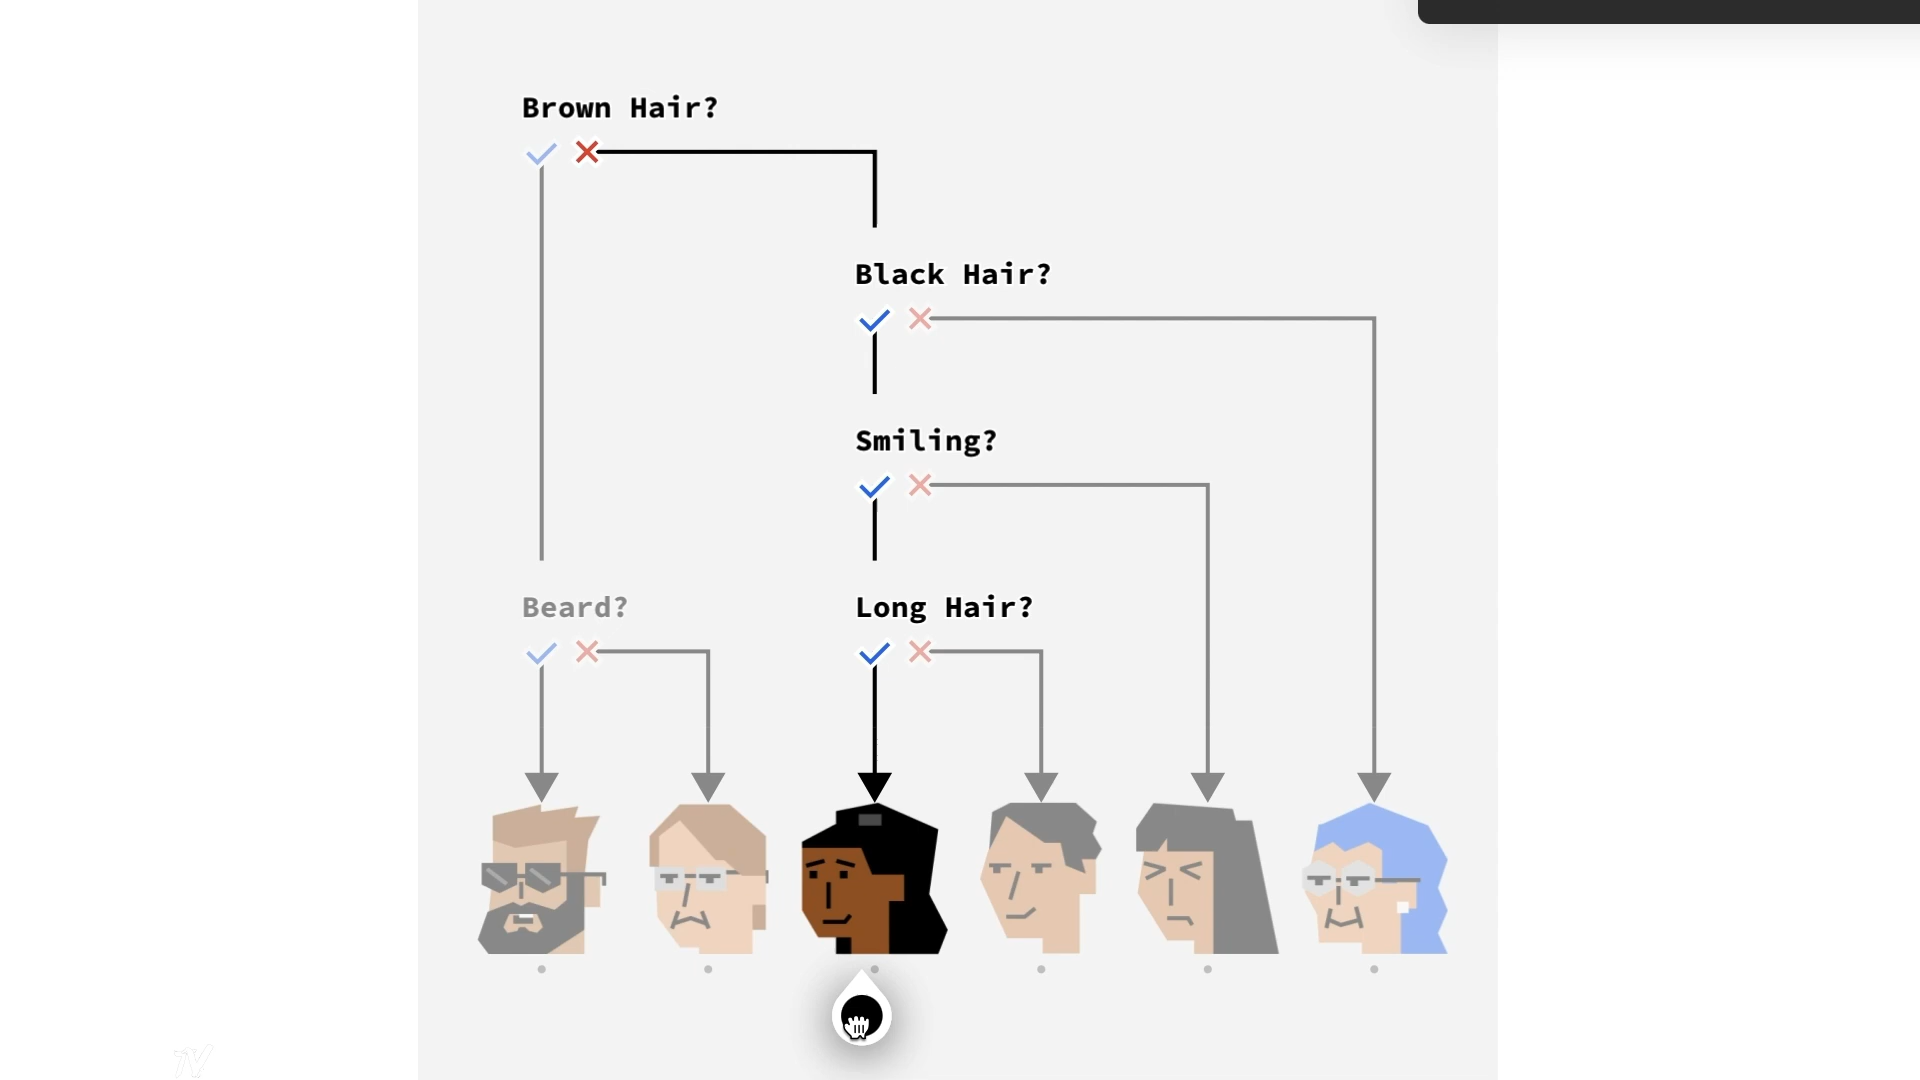 Brown Hair?
Black Hair?
Smiling?
Beard?
Long Hair?